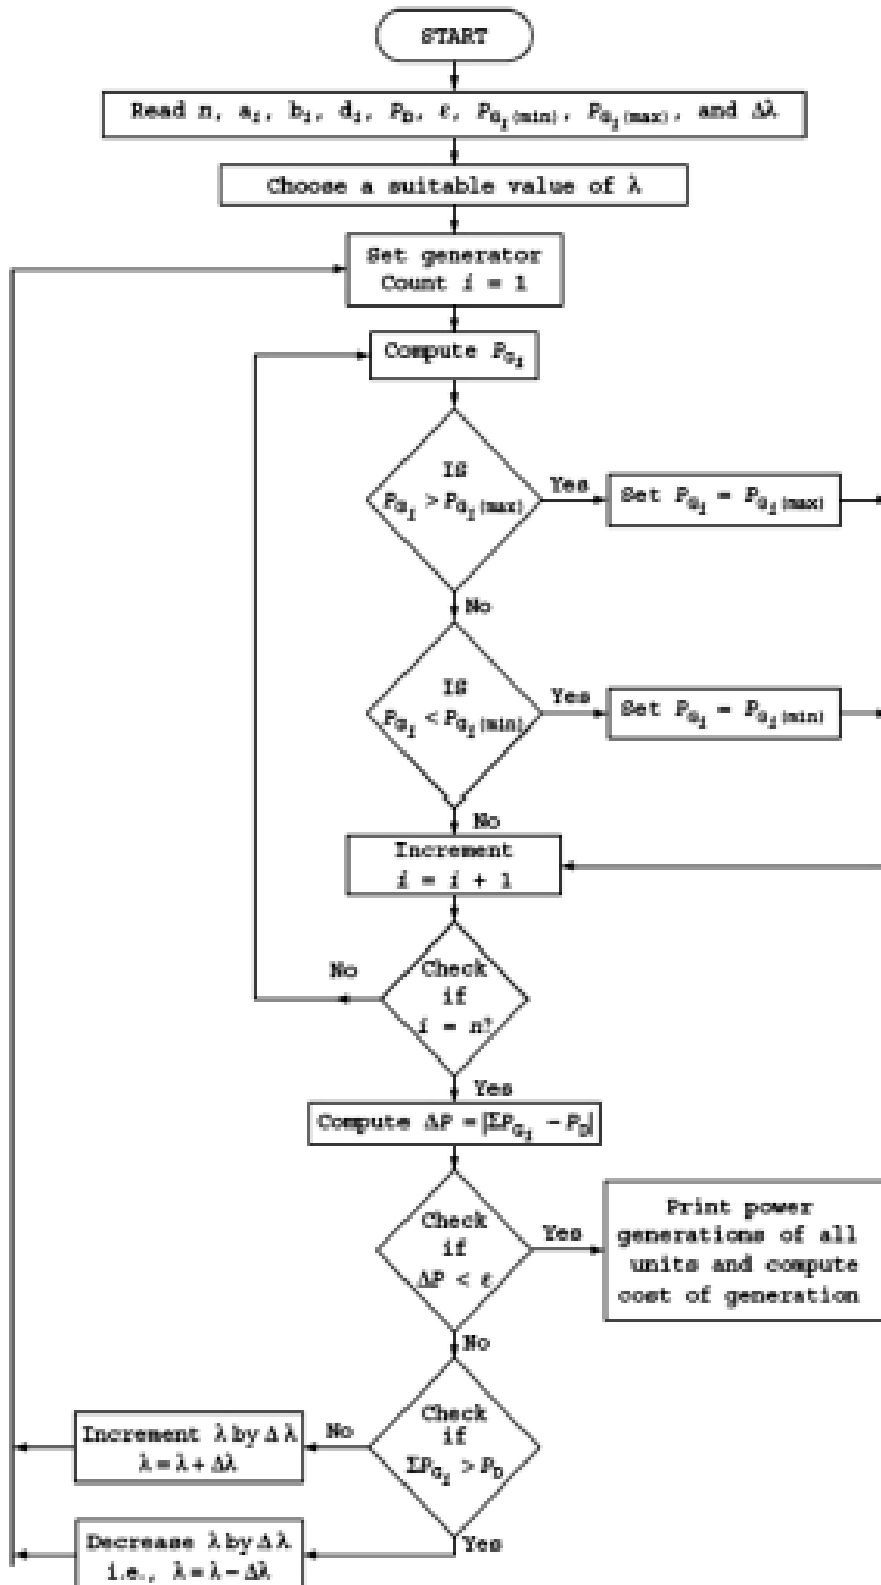 START
Read n, aᵢ, bᵢ, dᵢ, P_D, ε, P_Gᵢ(min), P_Gᵢ(max), and Δλ
Choose a suitable value of λ
Set generator
Count i = 1
Compute P_Gᵢ
IS
P_Gᵢ > P_Gᵢ(max)
Yes
Set P_Gᵢ = P_Gᵢ(max)
No
IS
P_Gᵢ < P_Gᵢ(min)
Yes
Set P_Gᵢ = P_Gᵢ(min)
No
Increment
i = i + 1
No
Check
if
i = n?
Yes
Compute ΔP = |ΣP_Gᵢ − P_D|
Check
if
ΔP < ε
Yes
Print power
generations of all
units and compute
cost of generation
No
Check
if
ΣP_Gᵢ > P_D
No
Increment λ by Δλ
λ = λ + Δλ
Yes
Decrease λ by Δλ
i.e., λ = λ − Δλ